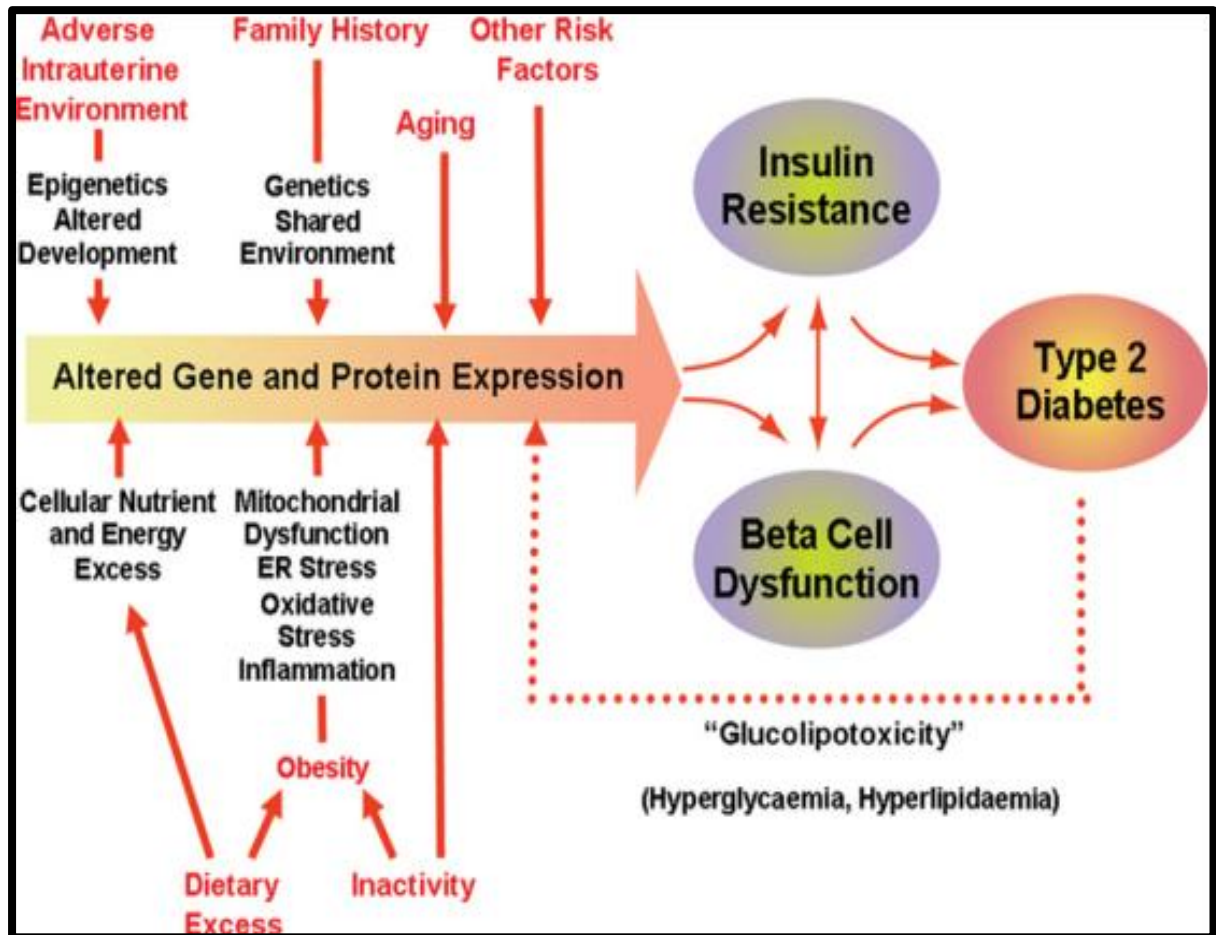 Adverse
Intrauterine
Environment
Family History
Other Risk
Factors
Aging
Epigenetics
Altered
Development
Genetics
Shared
Environment
Insulin
Resistance
Altered Gene and Protein Expression
Type 2
Diabetes
Cellular Nutrient
and Energy
Excess
Mitochondrial
Dysfunction
ER Stress
Oxidative
Stress
Inflammation
Beta Cell
Dysfunction
Obesity
“Glucolipotoxicity”
(Hyperglycaemia, Hyperlipidaemia)
Dietary
Excess
Inactivity